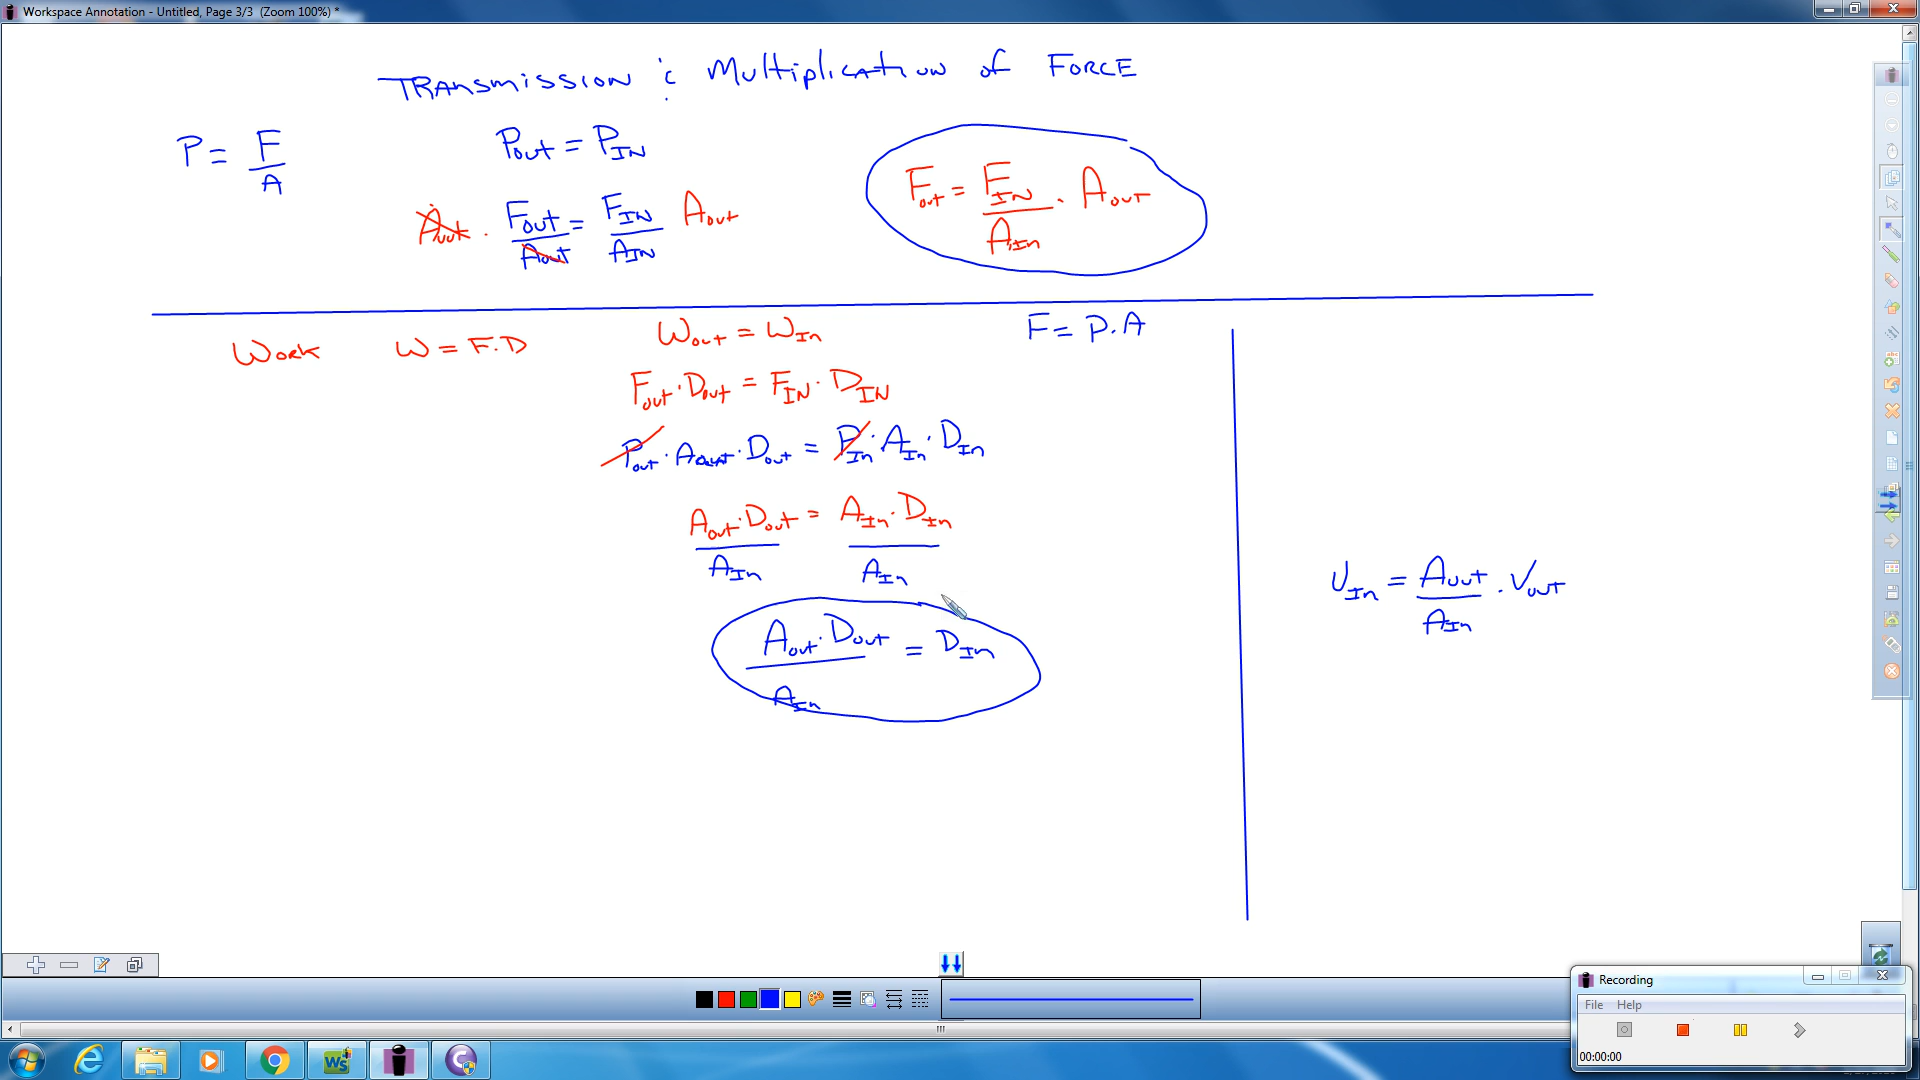 Workspace Annotation - Untitled, Page 3/3 (Zoom 100%) *
TRANSMISSION & Multiplication of FORCE
P = F / A
Pout = PIN
Aout · Fout / Aout = FIN / AIN Aout
Fout = FIN / AIn · Aout
Work W = F.D
Wout = WIn
F = P.A
Fout · Dout = FIN · DIN
Pout · Aout · Dout = PIn · AIn · DIn
Aout · Dout / AIn = AIn · DIn / AIn
Aout · Dout / AIn = DIn
VIn = Aout / AIn · Vout
Recording
File Help
00:00:00